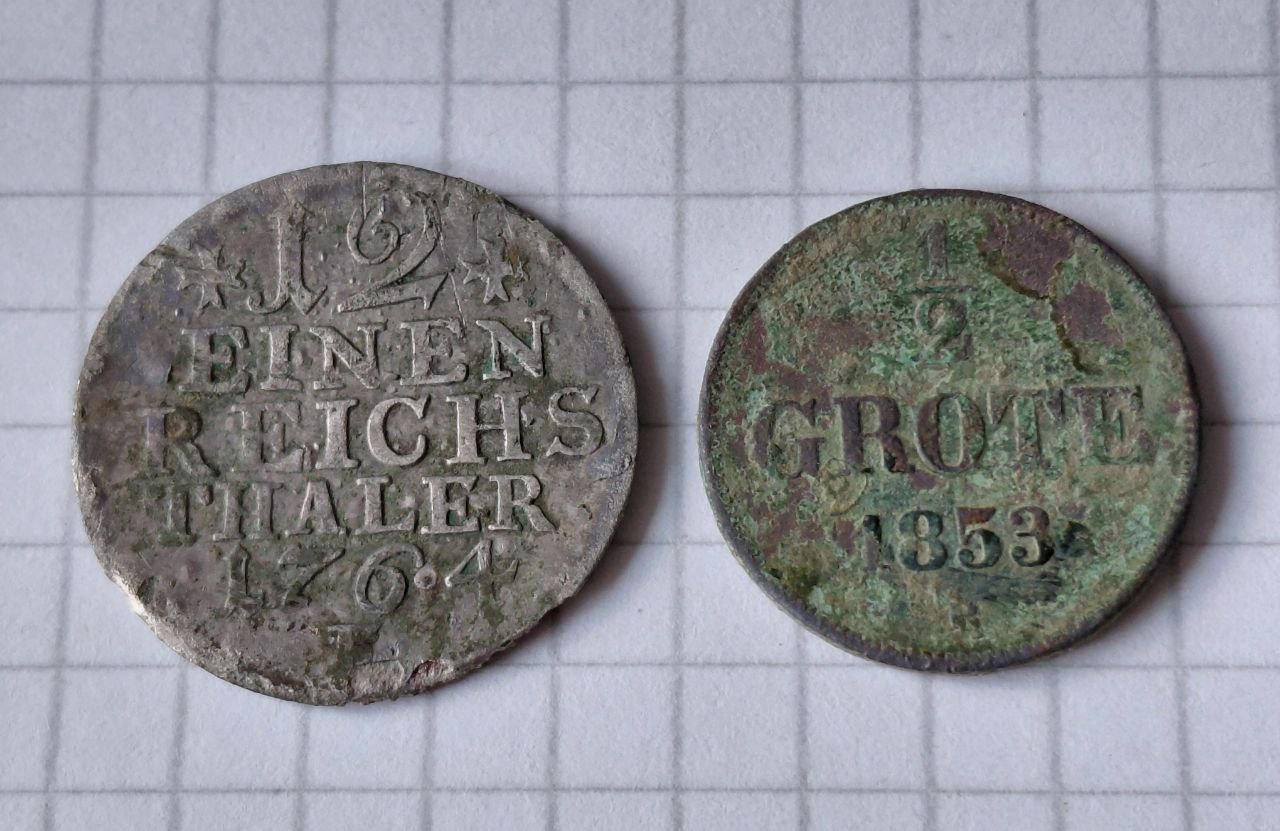 12
EINEN
REICHS
THALER
1764
1/2
GROTE
1853